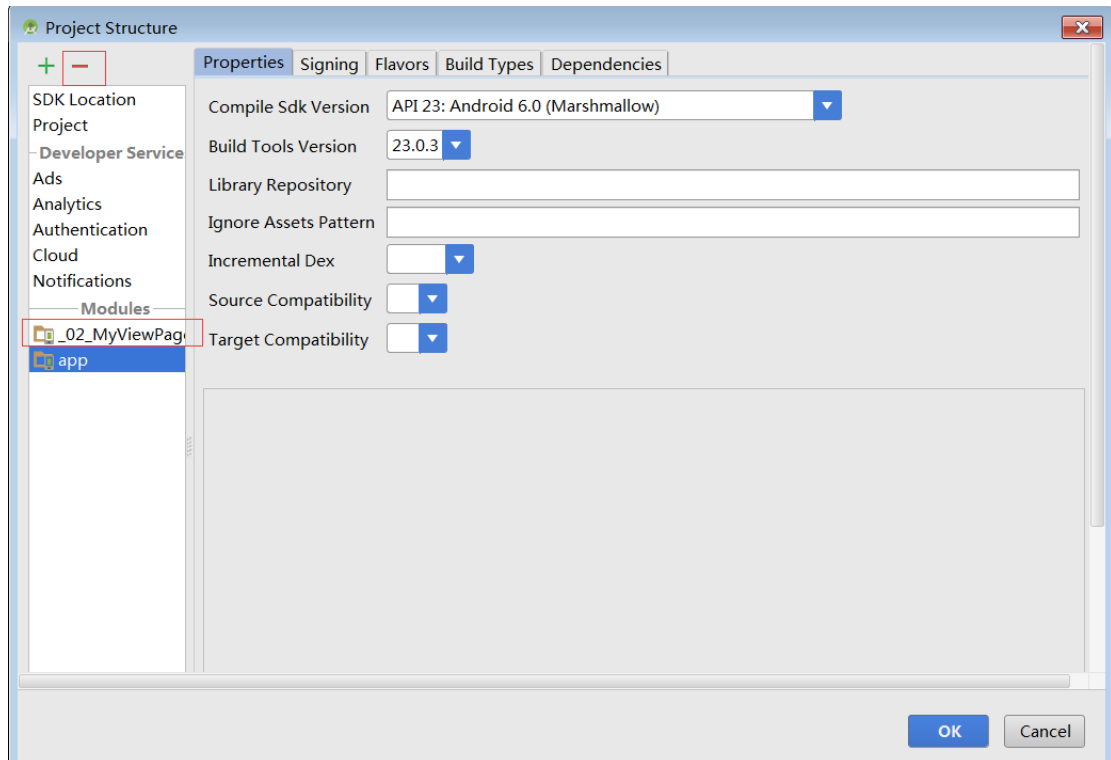 Project Structure
Properties Signing Flavors Build Types Dependencies
SDK Location
Project
Developer Service
Ads
Analytics
Authentication
Cloud
Notifications
Modules
_02_MyViewPag
app
Compile Sdk Version API 23: Android 6.0 (Marshmallow)
Build Tools Version 23.0.3
Library Repository
Ignore Assets Pattern
Incremental Dex
Source Compatibility
Target Compatibility
OK Cancel